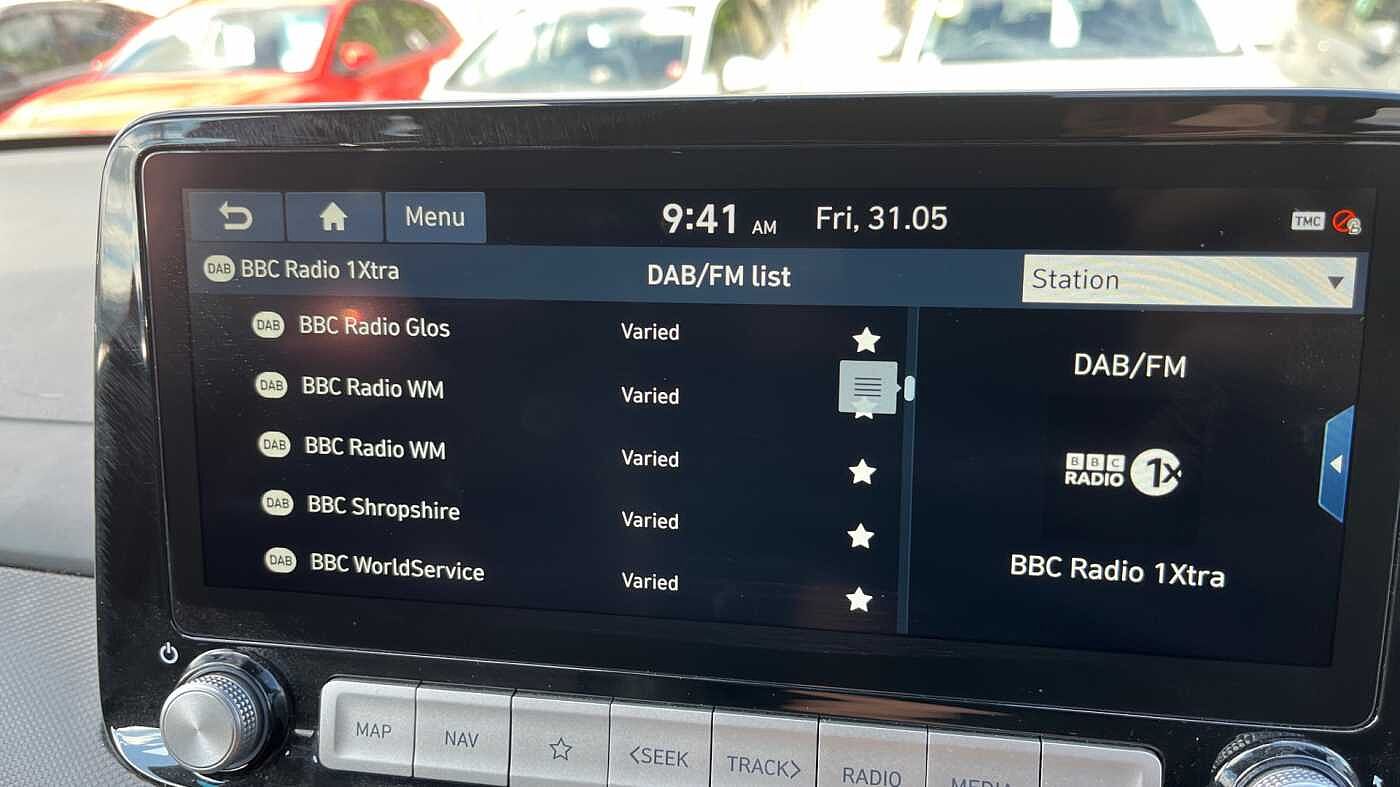 Menu
9:41 AM Fri, 31.05
TMC
DAB BBC Radio 1Xtra
DAB/FM list
Station
DAB BBC Radio Glos Varied
DAB BBC Radio WM Varied
DAB BBC Radio WM Varied
DAB BBC Shropshire Varied
DAB BBC WorldService Varied
DAB/FM
BBC
RADIO 1X
BBC Radio 1Xtra
MAP
NAV
<SEEK
TRACK>
RADIO
MEDIA